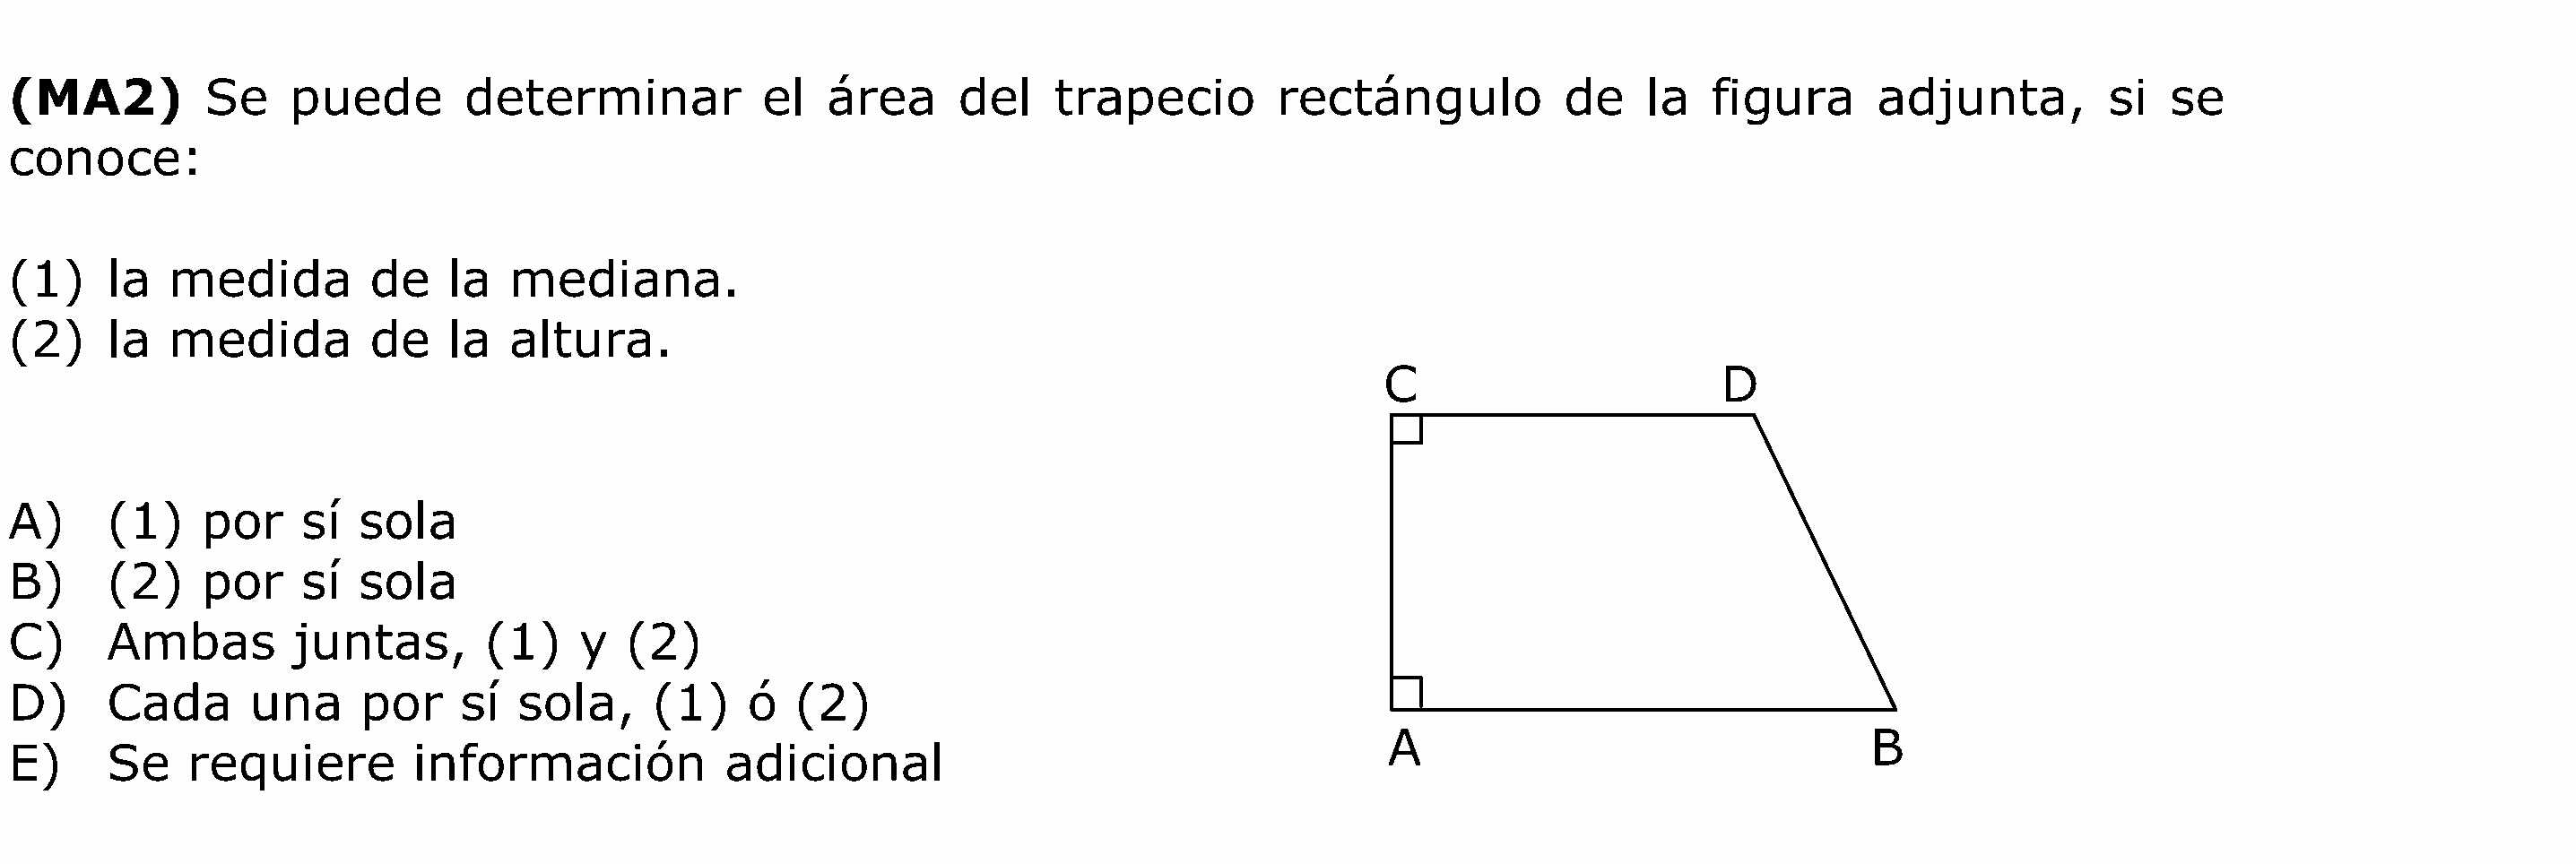 (MA2) Se puede determinar el área del trapecio rectángulo de la figura adjunta, si se
conoce:
(1) la medida de la mediana.
(2) la medida de la altura.
A) (1) por sí sola
B) (2) por sí sola
C) Ambas juntas, (1) y (2)
D) Cada una por sí sola, (1) ó (2)
E) Se requiere información adicional
C D
A B